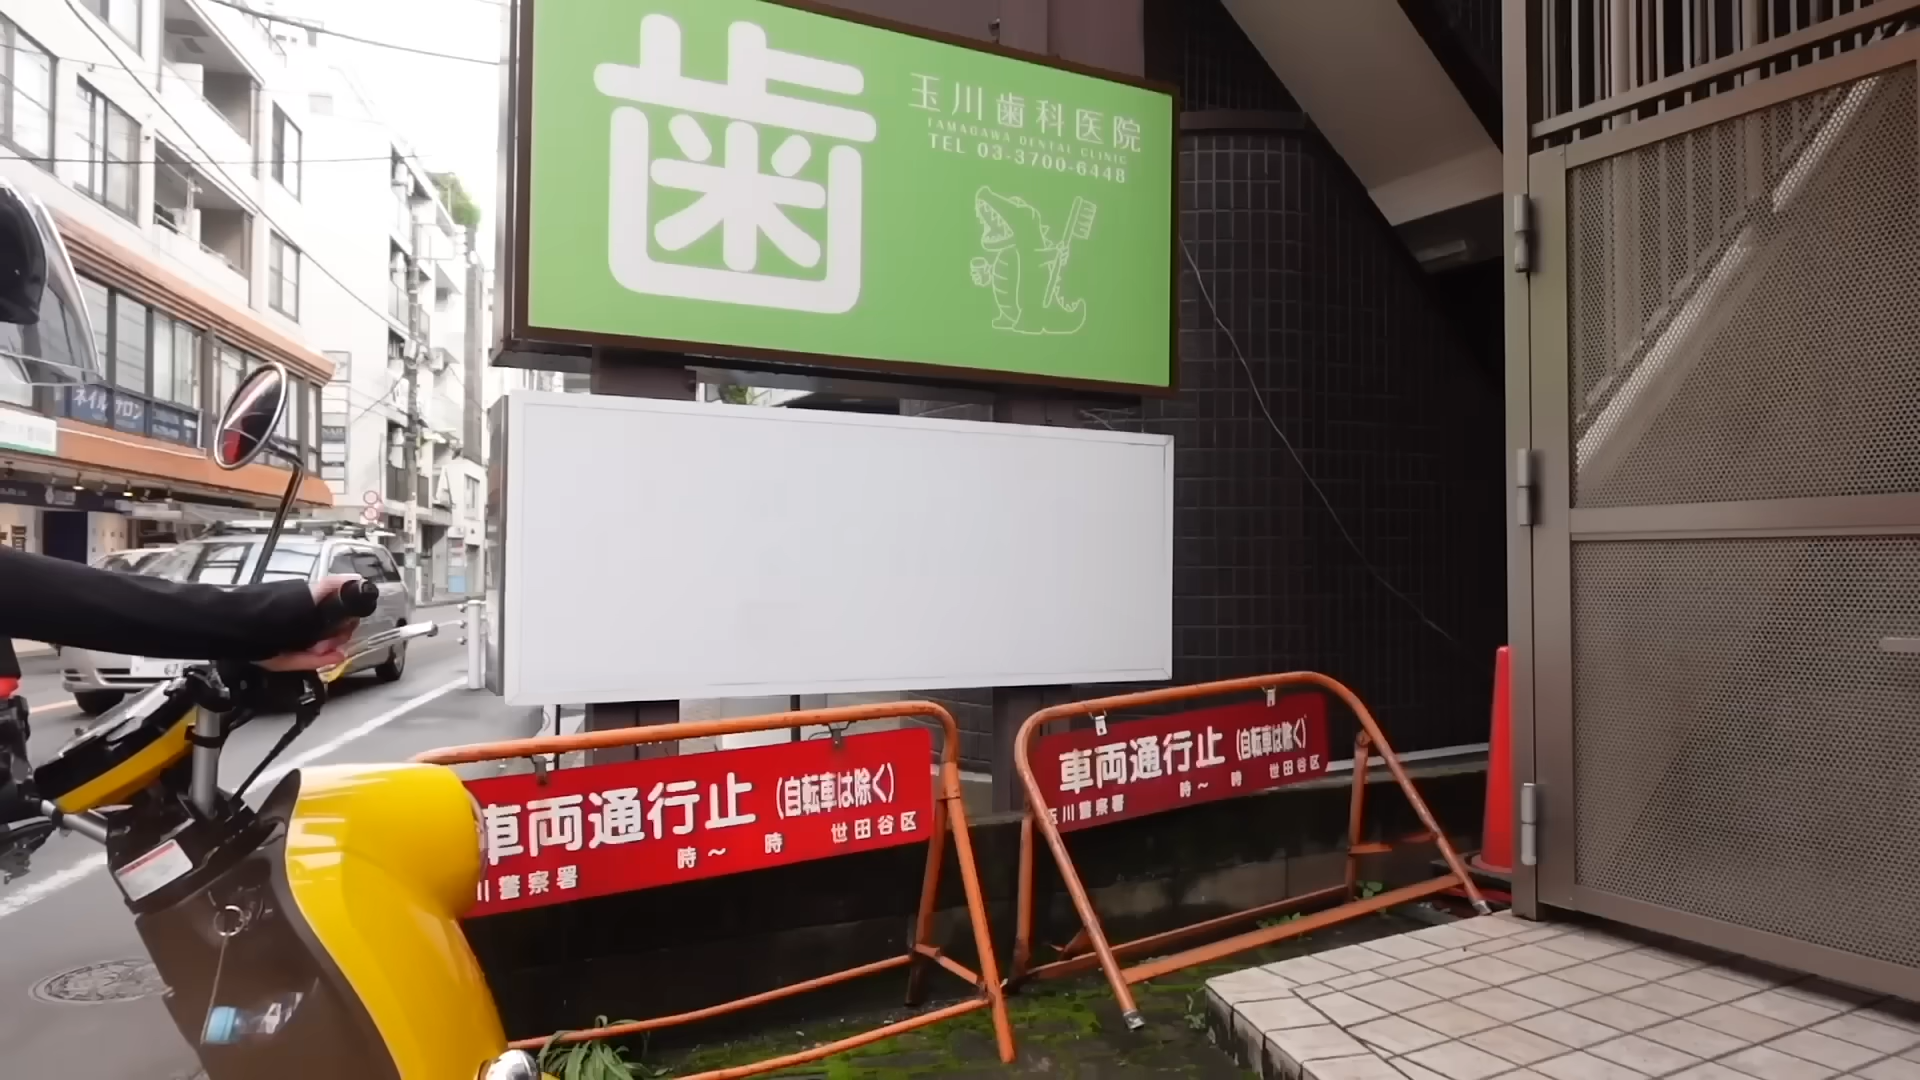 歯
玉川歯科医院
TAMAGAWA DENTAL CLINIC
TEL 03-3700-6448
ネイルサロン
車両通行止(自転車は除く)
時～ 時 世田谷区
川警察署
車両通行止(自転車は除く)
時～ 時 世田谷区
玉川警察署